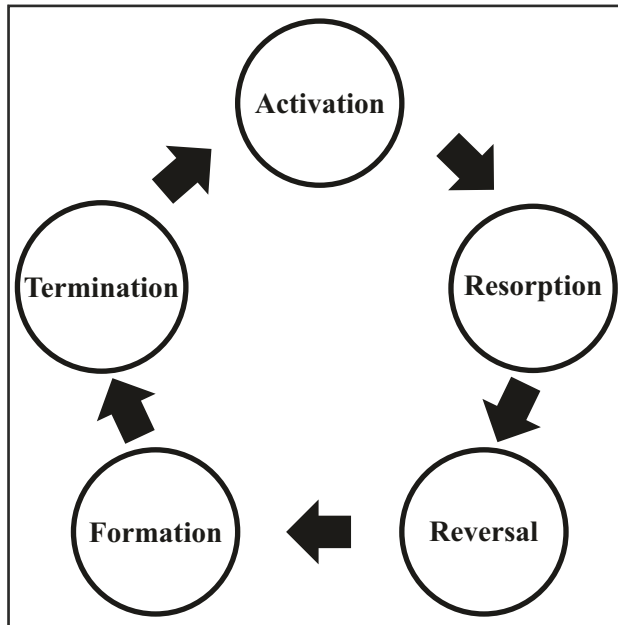 Activation
Resorption
Reversal
Formation
Termination